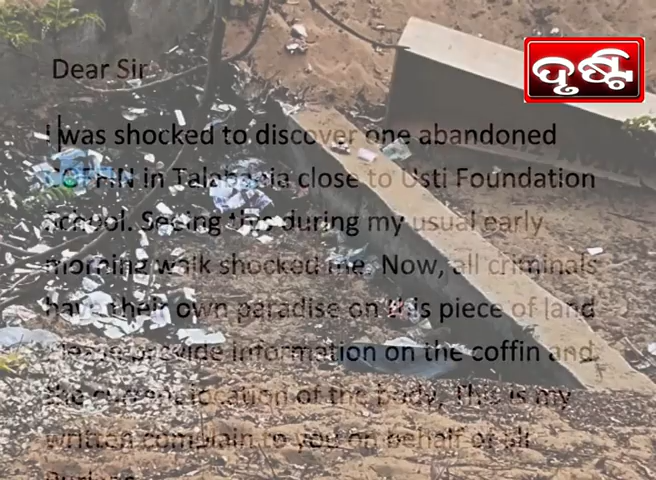 ଦୃଷ୍ଟି
Dear Sir
I was shocked to discover one abandoned
COFFIN in Talabania close to Usti Foundation
School. Seeing this during my usual early
morning walk shocked me. Now, all criminals
have their own paradise on this piece of land
Please provide information on the coffin and
the current location of the body, This is my
written complain to you on behalf of all